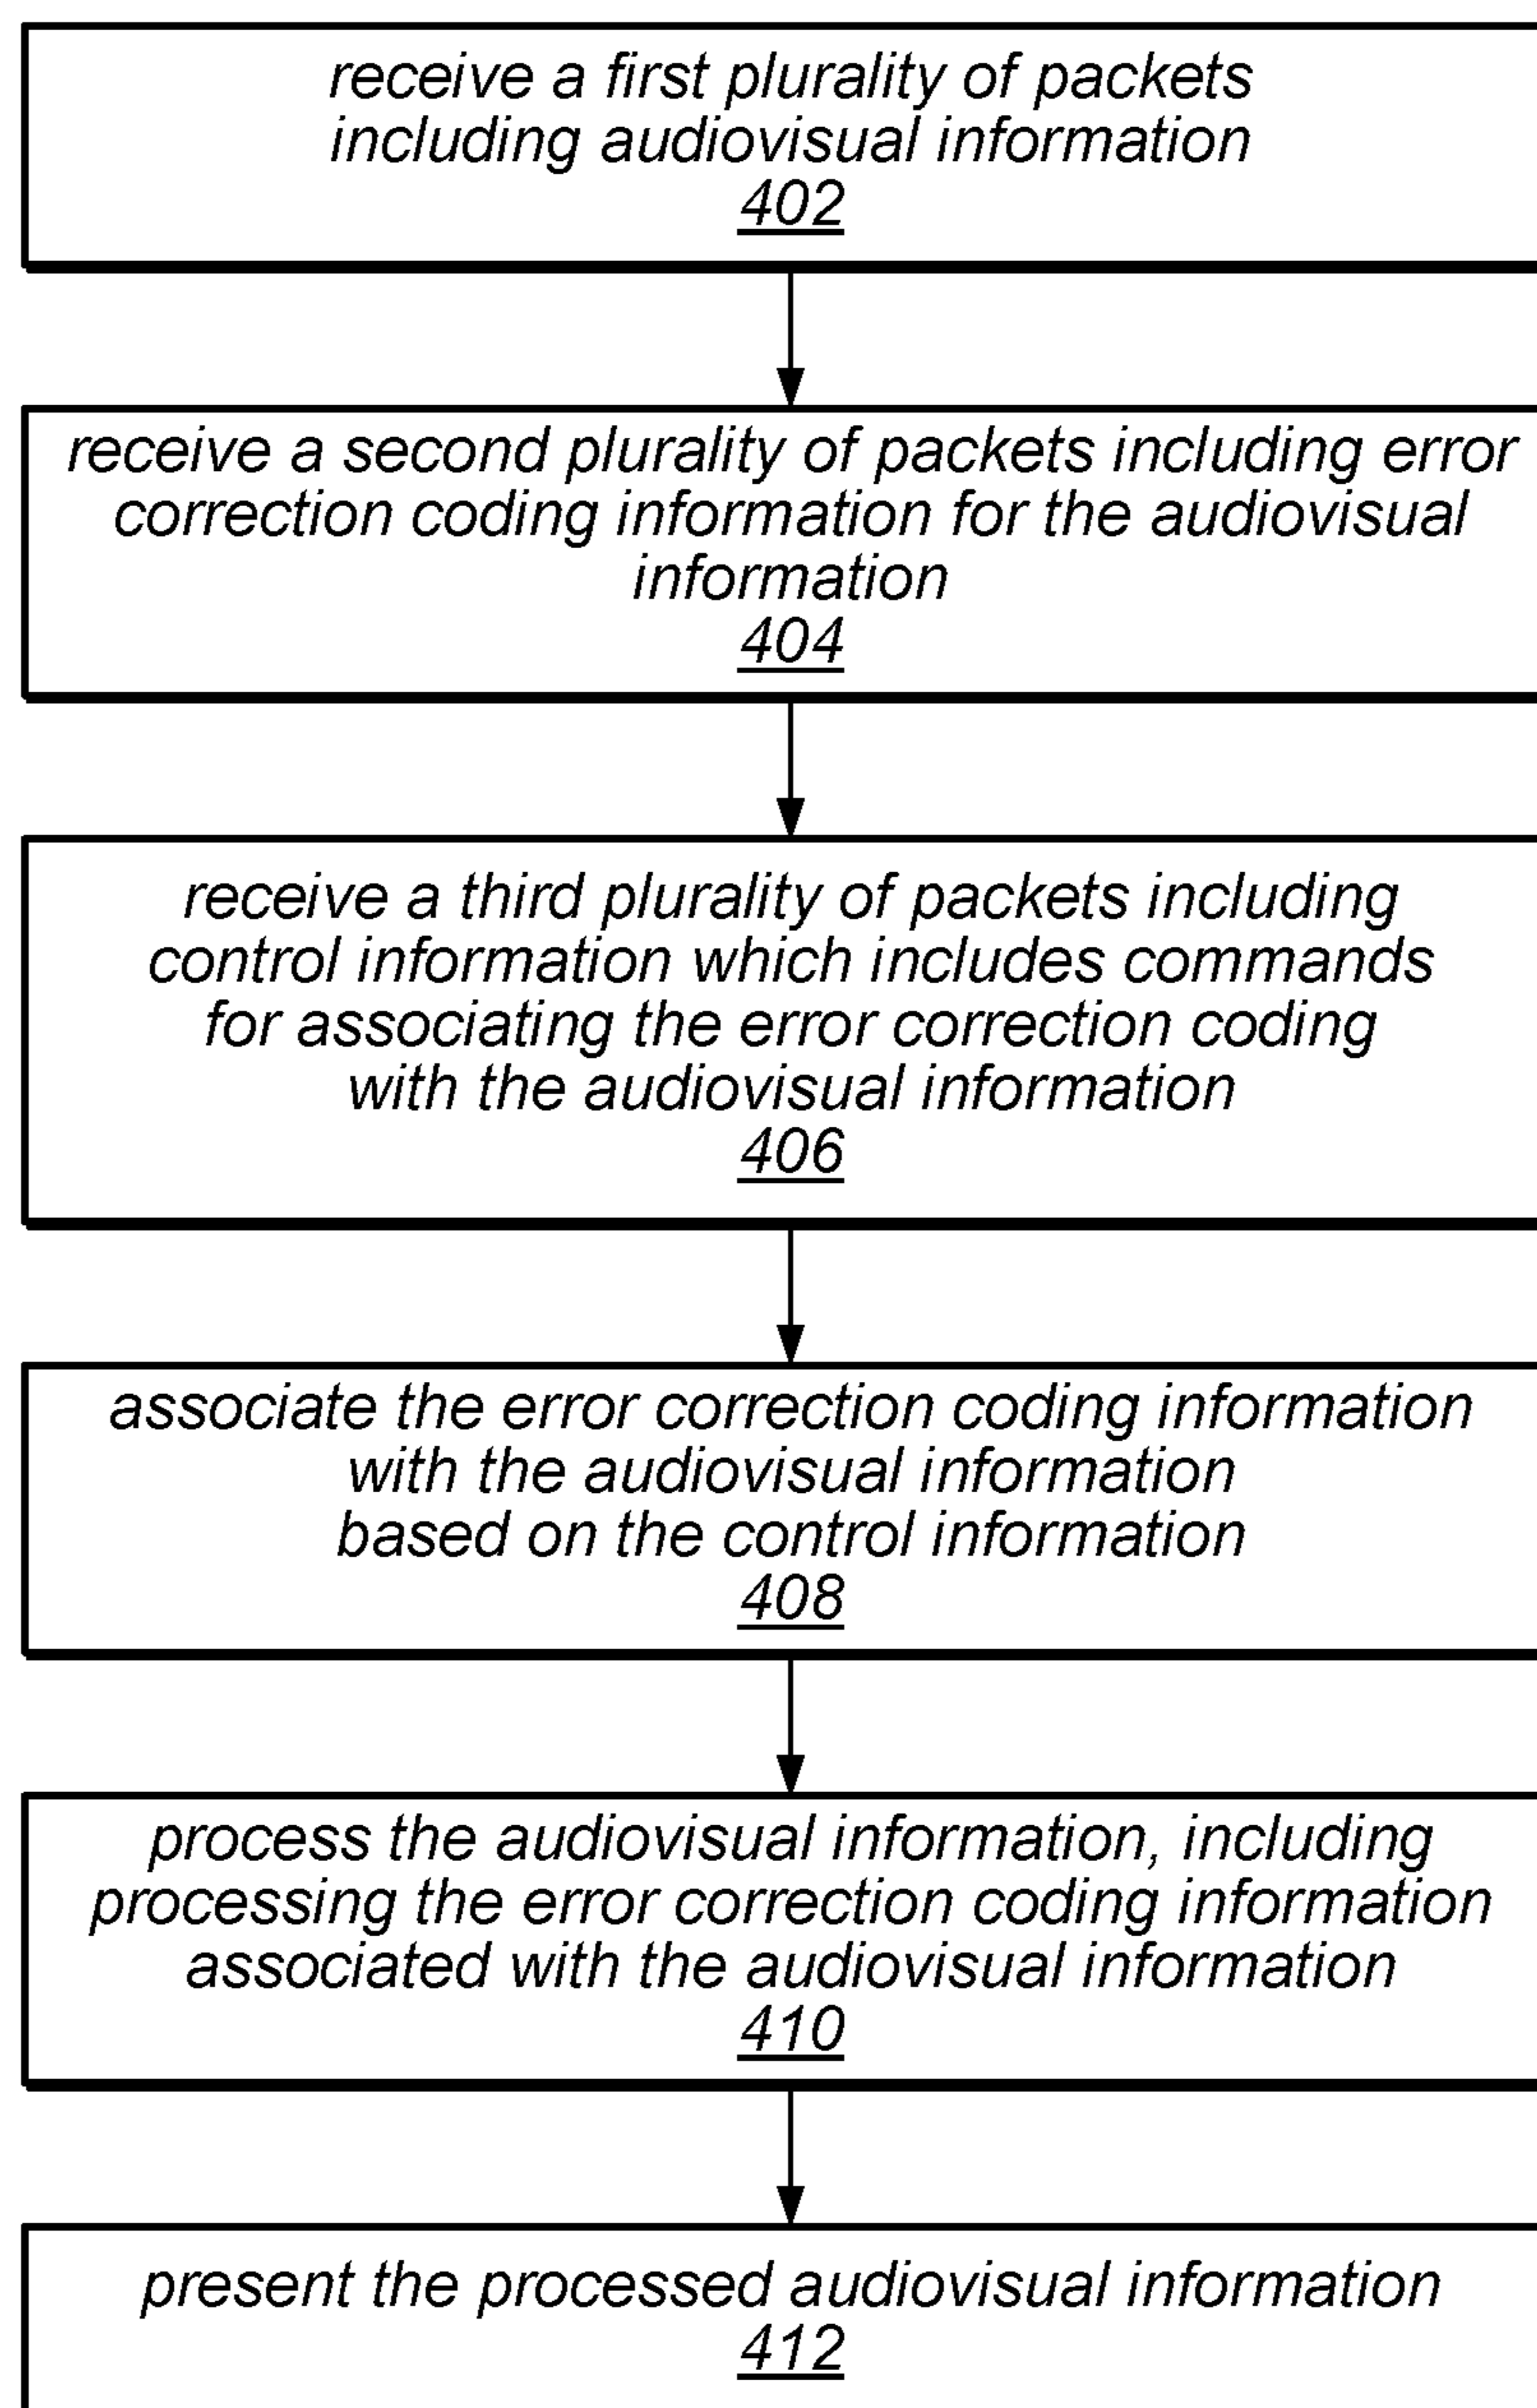 receive a first plurality of packets
including audiovisual information
402
receive a second plurality of packets including error
correction coding information for the audiovisual
information
404
receive a third plurality of packets including
control information which includes commands
for associating the error correction coding
with the audiovisual information
406
associate the error correction coding information
with the audiovisual information
based on the control information
408
process the audiovisual information, including
processing the error correction coding information
associated with the audiovisual information
410
present the processed audiovisual information
412